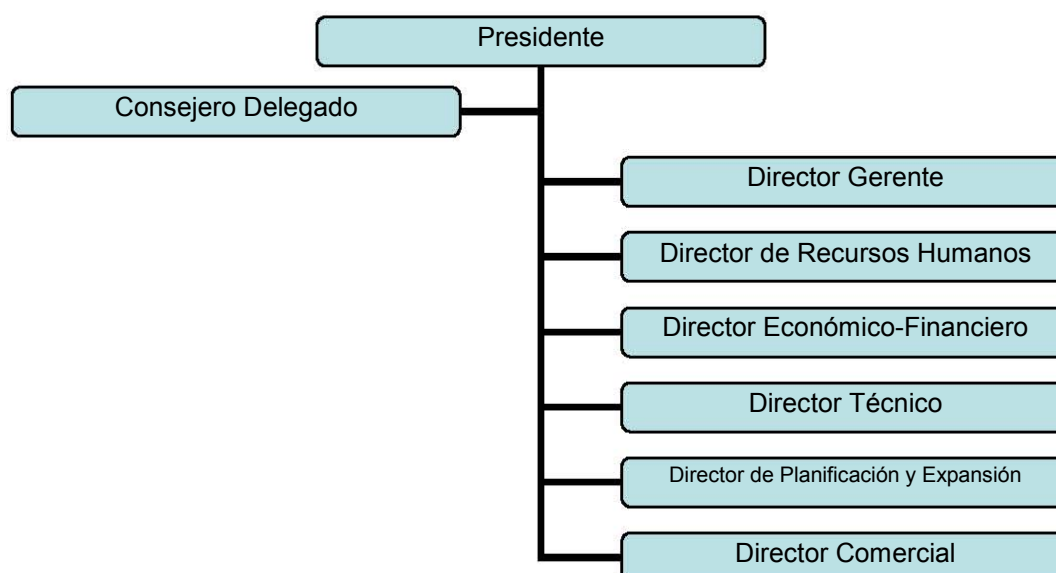 Presidente
Consejero Delegado
Director Gerente
Director de Recursos Humanos
Director Económico-Financiero
Director Técnico
Director de Planificación y Expansión
Director Comercial